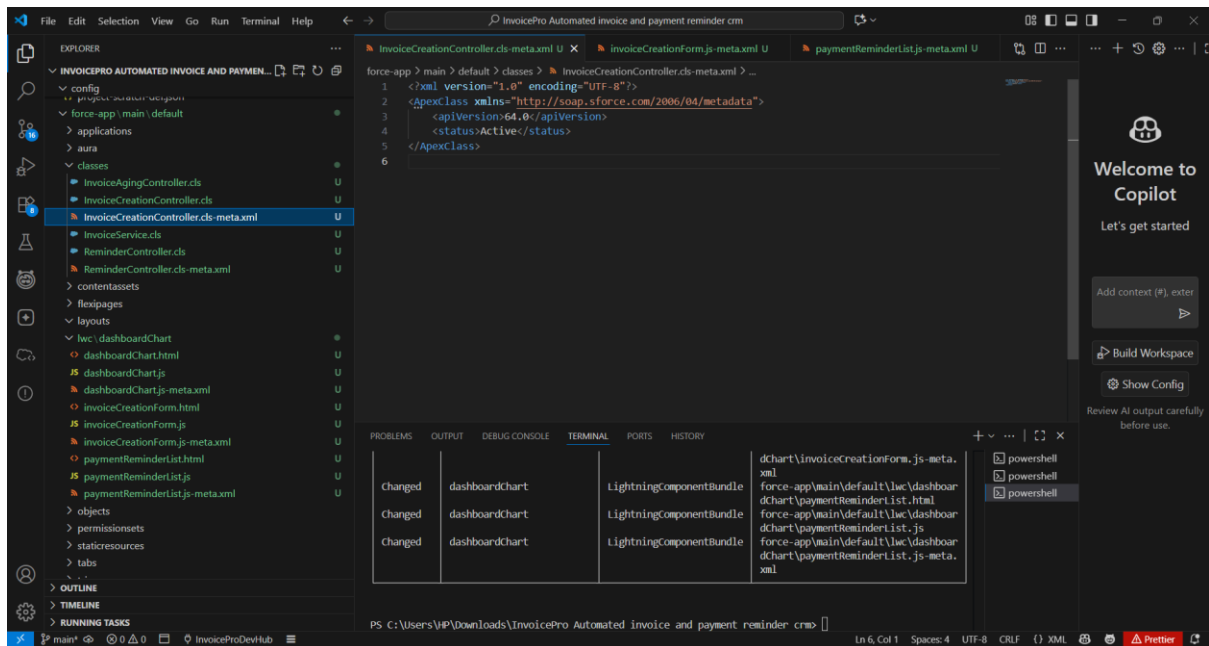 File Edit Selection View Go Run Terminal Help
InvoicePro Automated invoice and payment reminder crm
EXPLORER
INVOICEPRO AUTOMATED INVOICE AND PAYMEN...
config
project-scratch-def.json
force-app \ main \ default
applications
aura
classes
InvoiceAgingController.cls U
InvoiceCreationController.cls U
InvoiceCreationController.cls-meta.xml U
InvoiceService.cls U
ReminderController.cls U
ReminderController.cls-meta.xml U
contentassets
flexipages
layouts
lwc \ dashboardChart
dashboardChart.html U
JS dashboardChart.js U
dashboardChart.js-meta.xml U
invoiceCreationForm.html U
JS invoiceCreationForm.js U
invoiceCreationForm.js-meta.xml U
paymentReminderList.html U
JS paymentReminderList.js U
paymentReminderList.js-meta.xml U
objects
permissionsets
staticresources
tabs
OUTLINE
TIMELINE
RUNNING TASKS
16
8
InvoiceCreationController.cls-meta.xml U invoiceCreationForm.js-meta.xml U paymentReminderList.js-meta.xml U
force-app > main > default > classes > InvoiceCreationController.cls-meta.xml > ...
1 <?xml version="1.0" encoding="UTF-8"?>
2 <ApexClass xmlns="http://soap.sforce.com/2006/04/metadata">
3 <apiVersion>64.0</apiVersion>
4 <status>Active</status>
5 </ApexClass>
6
PROBLEMS OUTPUT DEBUG CONSOLE TERMINAL PORTS HISTORY
dChart\invoiceCreationForm.js-meta.
xml
Changed dashboardChart LightningComponentBundle force-app\main\default\lwc\dashboar
dChart\paymentReminderList.html
Changed dashboardChart LightningComponentBundle force-app\main\default\lwc\dashboar
dChart\paymentReminderList.js
Changed dashboardChart LightningComponentBundle force-app\main\default\lwc\dashboar
dChart\paymentReminderList.js-meta.
xml
PS C:\Users\HP\Downloads\InvoicePro Automated invoice and payment reminder crm>
powershell
powershell
powershell
Welcome to
Copilot
Let's get started
Add context (#), exter
Build Workspace
Show Config
Review AI output carefully
before use.
main* 0 0 InvoiceProDevHub Ln 6, Col 1 Spaces: 4 UTF-8 CRLF {} XML Prettier